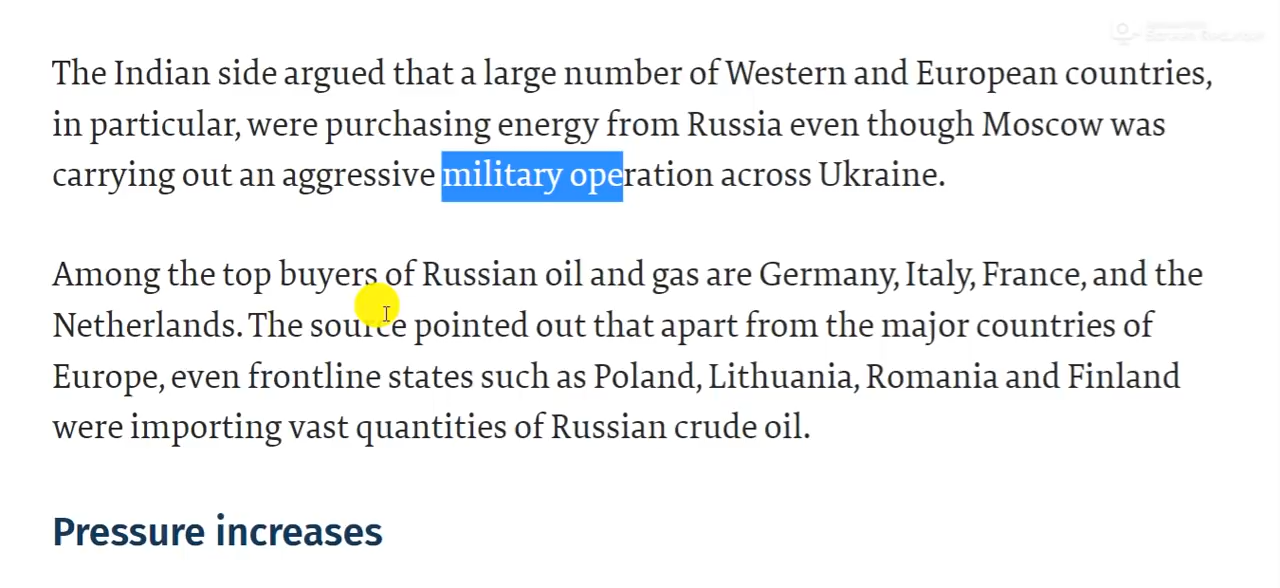 The Indian side argued that a large number of Western and European countries,
in particular, were purchasing energy from Russia even though Moscow was
carrying out an aggressive military operation across Ukraine.
Among the top buyers of Russian oil and gas are Germany, Italy, France, and the
Netherlands. The source pointed out that apart from the major countries of
Europe, even frontline states such as Poland, Lithuania, Romania and Finland
were importing vast quantities of Russian crude oil.
Pressure increases